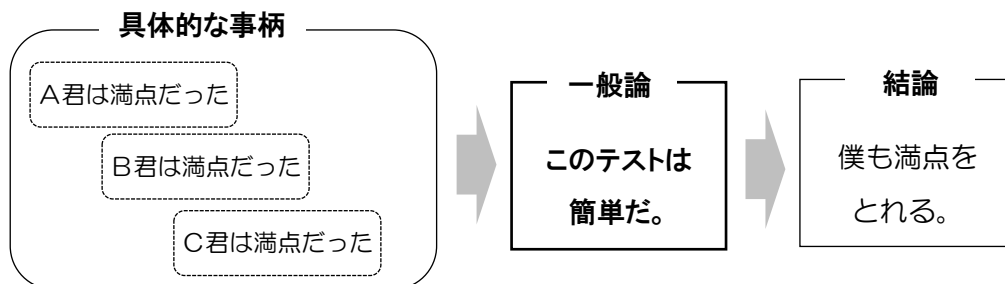 具体的な事柄
A君は満点だった
B君は満点だった
C君は満点だった
一般論
このテストは
簡単だ。
結論
僕も満点を
とれる。